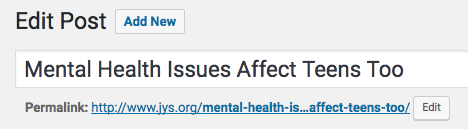 Edit Post Add New
Mental Health Issues Affect Teens Too
Permalink: http://www.jys.org/mental-health-is…affect-teens-too/ Edit